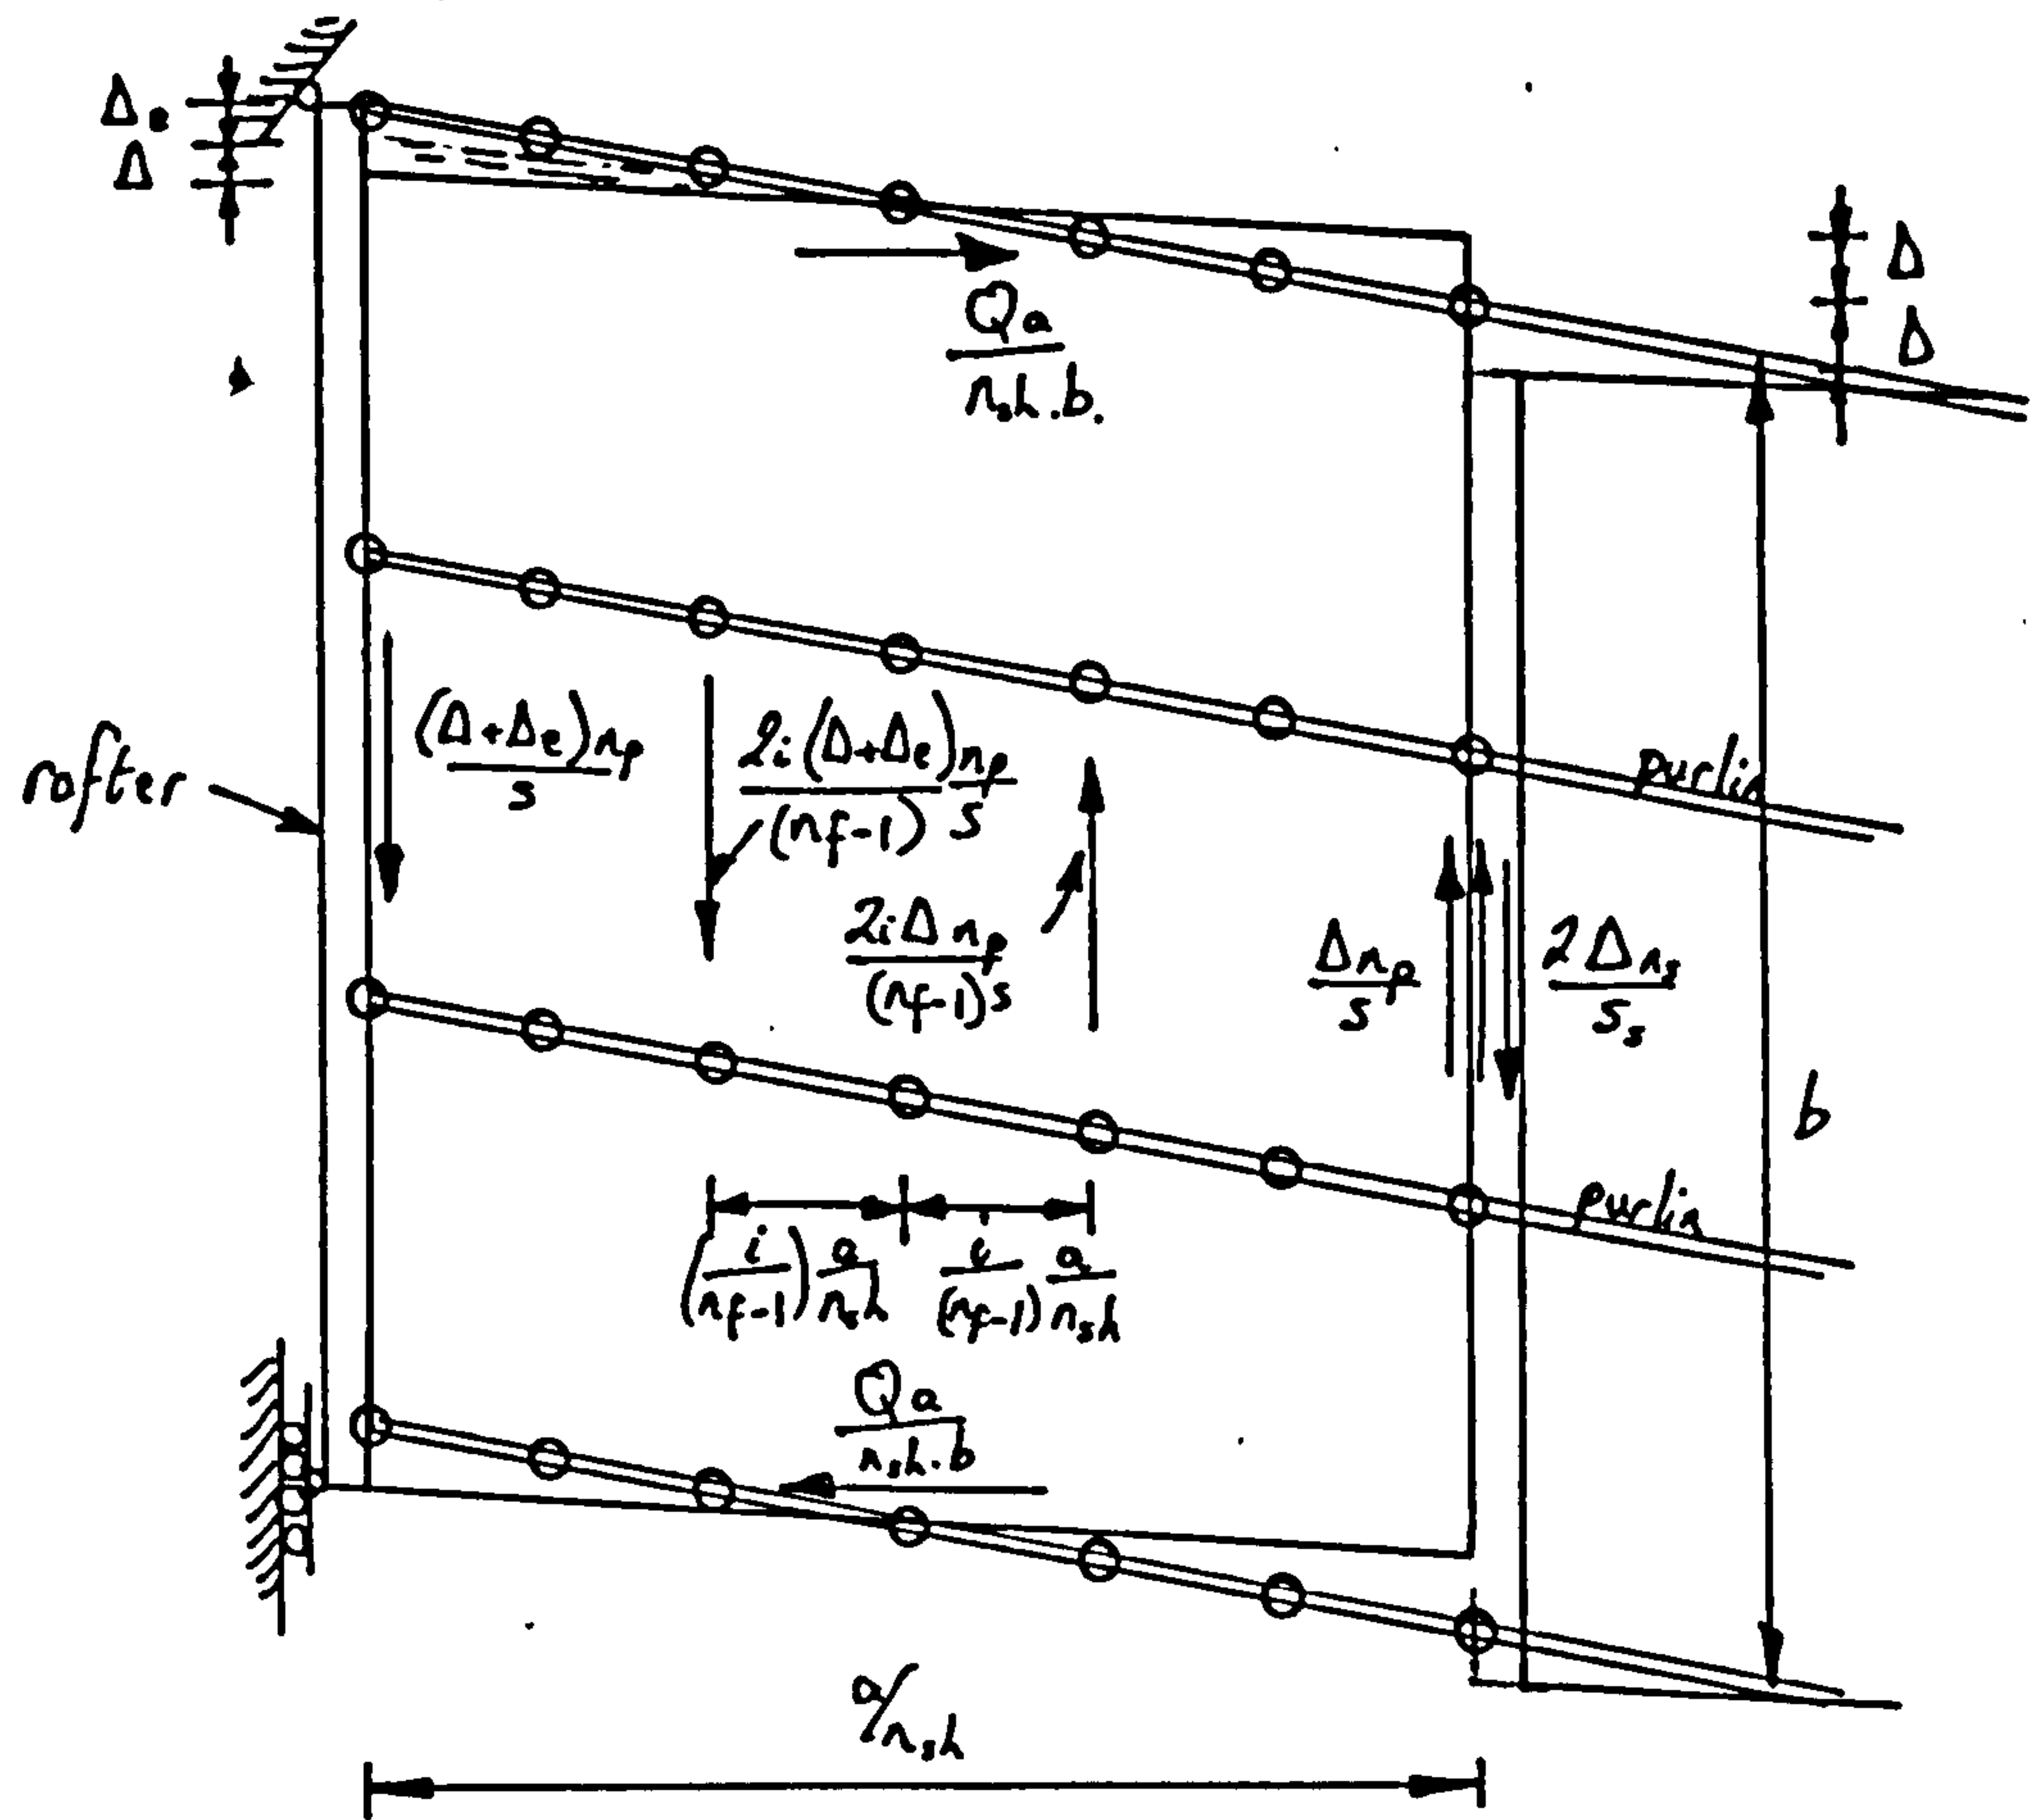 Δe
Δ
Δ
Δ
Qa
nsh.b.
rafter
(Δ+Δe)np
s
2i(Δ+Δe)np
(nf-1) s
2iΔnp
(nf-1)s
Δnp
s
2Δns
ss
purlin
purlin
b
(i/(nf-1)) a/nsh
i/(nf-1) a/nsh
Qa
nsh.b
a/nsh